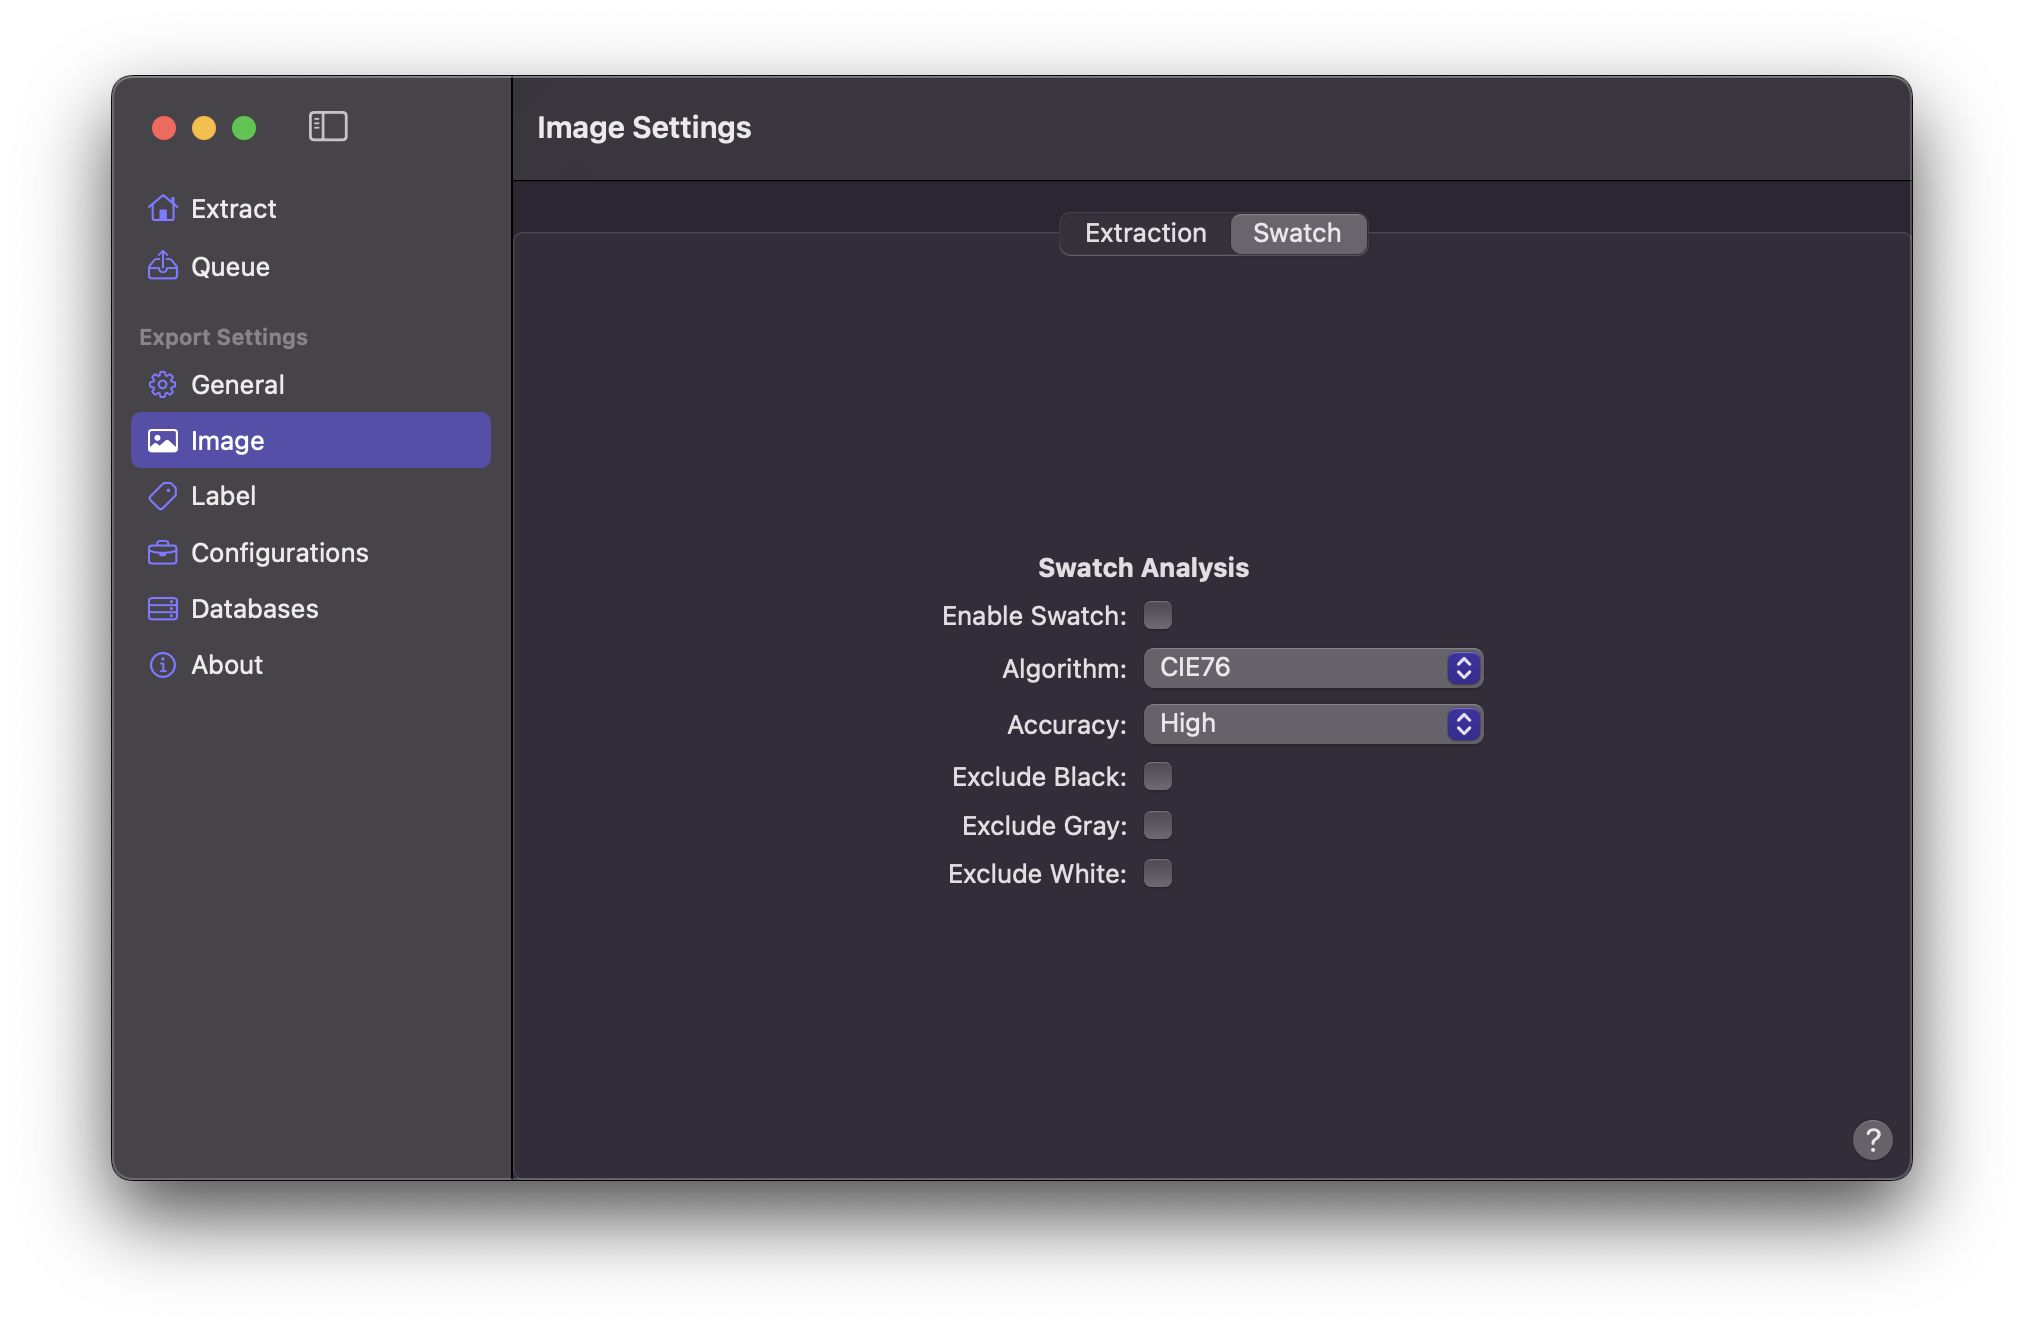 Image Settings
Extract
Queue
Export Settings
General
Image
Label
Configurations
Databases
About
Extraction
Swatch
Swatch Analysis
Enable Swatch:
Algorithm: CIE76
Accuracy: High
Exclude Black:
Exclude Gray:
Exclude White:
?